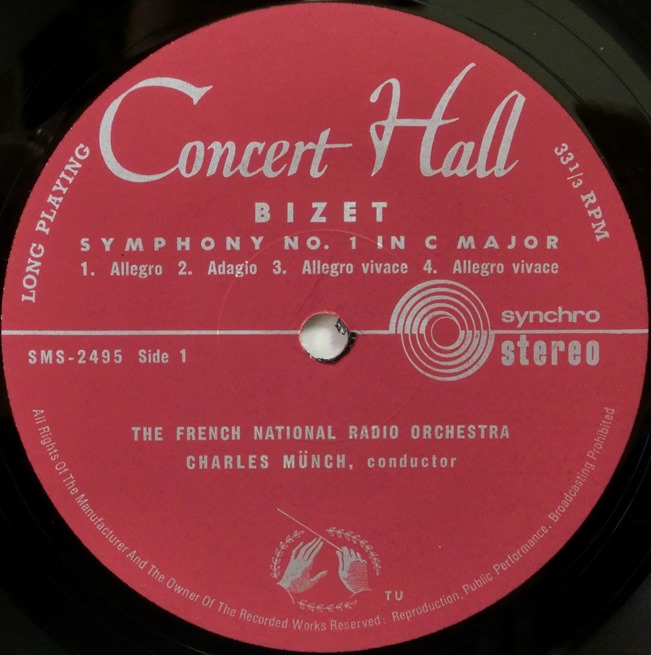 Concert Hall
LONG PLAYING
33 1/3 RPM
BIZET
SYMPHONY NO. 1 IN C MAJOR
1. Allegro 2. Adagio 3. Allegro vivace 4. Allegro vivace
synchro
stereo
SMS-2495 Side 1
THE FRENCH NATIONAL RADIO ORCHESTRA
CHARLES MÜNCH, conductor
TU
All Rights Of The Manufacturer And The Owner Of The Recorded Works Reserved: Reproduction, Public Performance, Broadcasting Prohibited